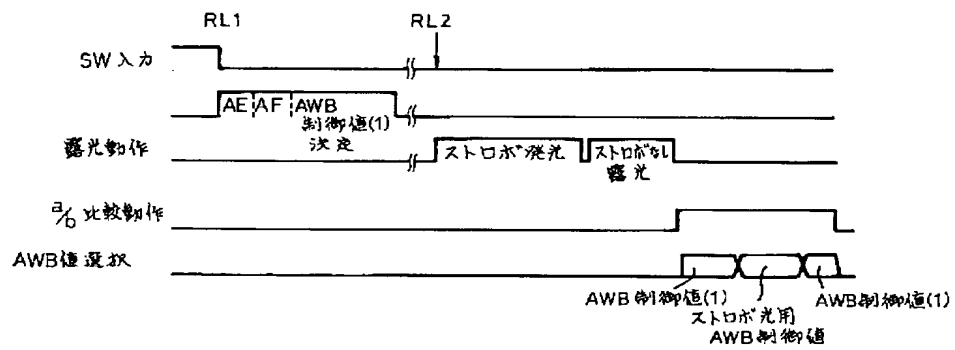 RL1 RL2
SW入力
AE AF AWB
制御値(1)
決定
露光動作 ストロボ発光 ストロボなし
露光
a/b 比較動作
AWB値選択
AWB制御値(1) AWB制御値(1)
ストロボ光用
AWB制御値